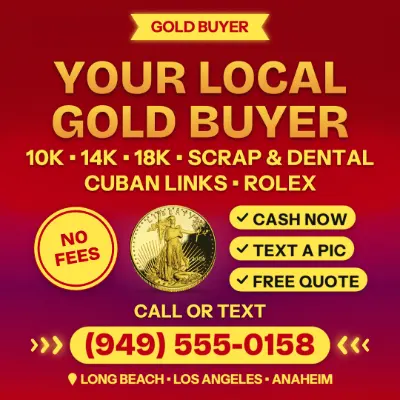 GOLD BUYER
YOUR LOCAL
GOLD BUYER
10K ▪ 14K ▪ 18K ▪ SCRAP & DENTAL
CUBAN LINKS ▪ ROLEX
NO
FEES
✓ CASH NOW
✓ TEXT A PIC
✓ FREE QUOTE
CALL OR TEXT
(949) 555-0158
LONG BEACH ▪ LOS ANGELES ▪ ANAHEIM